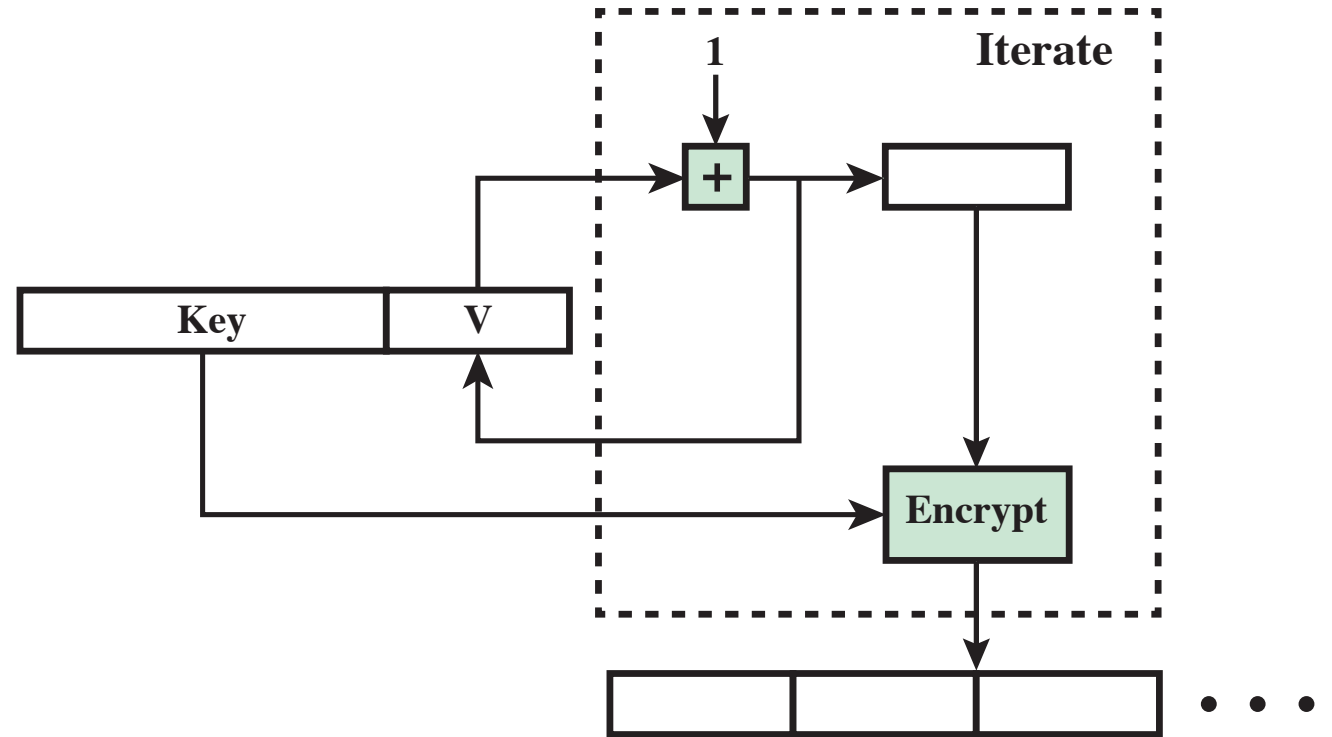 1
Iterate
+
Key
V
Encrypt
• • •